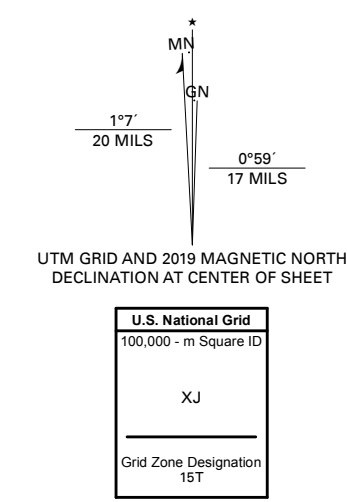 ★
MN
GN
1°7´
20 MILS
0°59´
17 MILS
UTM GRID AND 2019 MAGNETIC NORTH
DECLINATION AT CENTER OF SHEET
U.S. National Grid
100,000 - m Square ID
XJ
Grid Zone Designation
15T